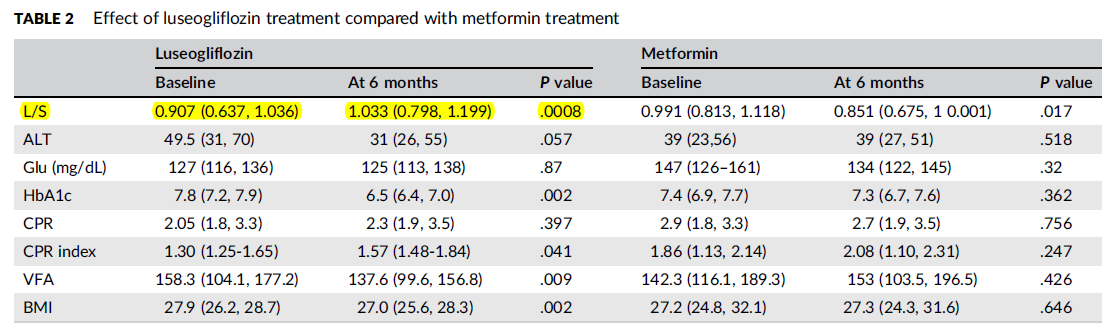 TABLE 2 Effect of luseogliflozin treatment compared with metformin treatment
Luseogliflozin Metformin
Baseline At 6 months P value Baseline At 6 months P value
L/S 0.907 (0.637, 1.036) 1.033 (0.798, 1.199) .0008 0.991 (0.813, 1.118) 0.851 (0.675, 1 0.001) .017
ALT 49.5 (31, 70) 31 (26, 55) .057 39 (23,56) 39 (27, 51) .518
Glu (mg/dL) 127 (116, 136) 125 (113, 138) .87 147 (126–161) 134 (122, 145) .32
HbA1c 7.8 (7.2, 7.9) 6.5 (6.4, 7.0) .002 7.4 (6.9, 7.7) 7.3 (6.7, 7.6) .362
CPR 2.05 (1.8, 3.3) 2.3 (1.9, 3.5) .397 2.9 (1.8, 3.3) 2.7 (1.9, 3.5) .756
CPR index 1.30 (1.25-1.65) 1.57 (1.48-1.84) .041 1.86 (1.13, 2.14) 2.08 (1.10, 2.31) .247
VFA 158.3 (104.1, 177.2) 137.6 (99.6, 156.8) .009 142.3 (116.1, 189.3) 153 (103.5, 196.5) .426
BMI 27.9 (26.2, 28.7) 27.0 (25.6, 28.3) .002 27.2 (24.8, 32.1) 27.3 (24.3, 31.6) .646